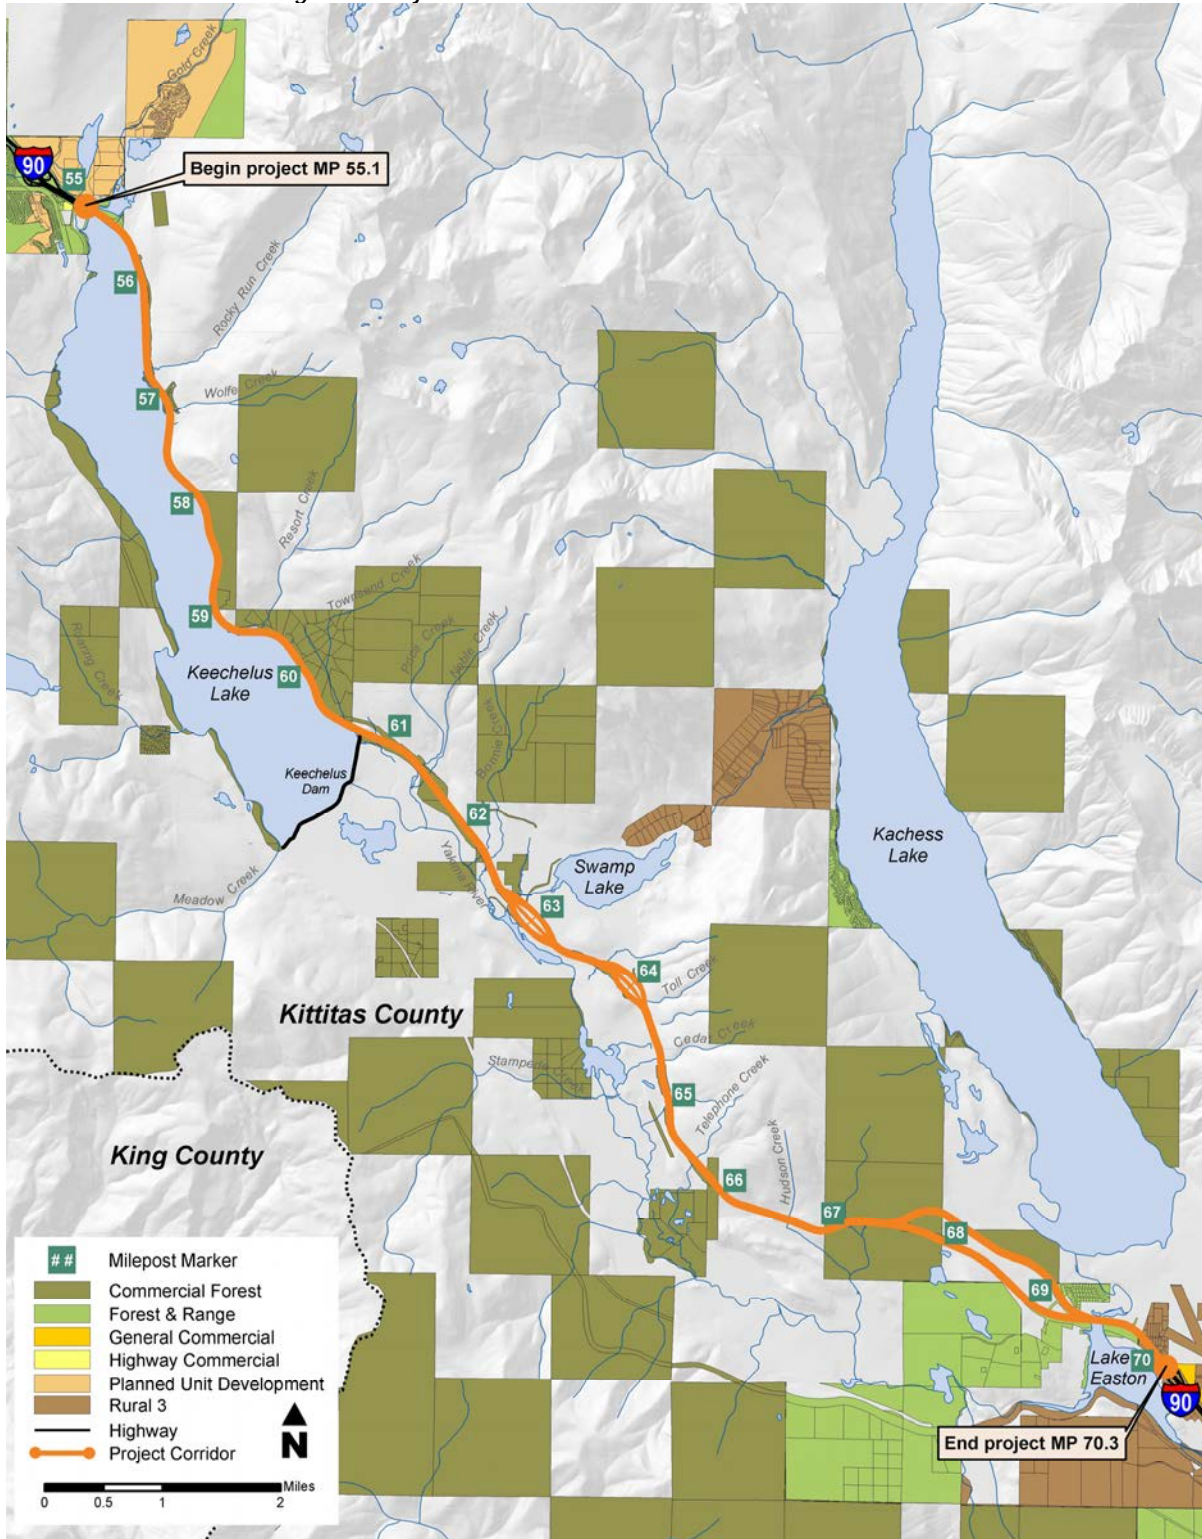 Gold Creek
Begin project MP 55.1
90
55
56
Rocky Run Creek
57
Wolfe Creek
58
Resort Creek
Townsend Creek
59
Roaring Creek
Price Creek
Noble Creek
Keechelus
Lake
60
61
Bonnie Creek
Keechelus
Dam
62
Yakima River
Swamp
Lake
Kachess
Lake
Meadow Creek
63
64
Toll Creek
Kittitas County
Cedar Creek
Stampede Creek
65
Telephone Creek
King County
Hudson Creek
66
67
68
69
70
Lake
Easton
90
End project MP 70.3
## Milepost Marker
Commercial Forest
Forest & Range
General Commercial
Highway Commercial
Planned Unit Development
Rural 3
Highway
Project Corridor
N
Miles
0 0.5 1 2